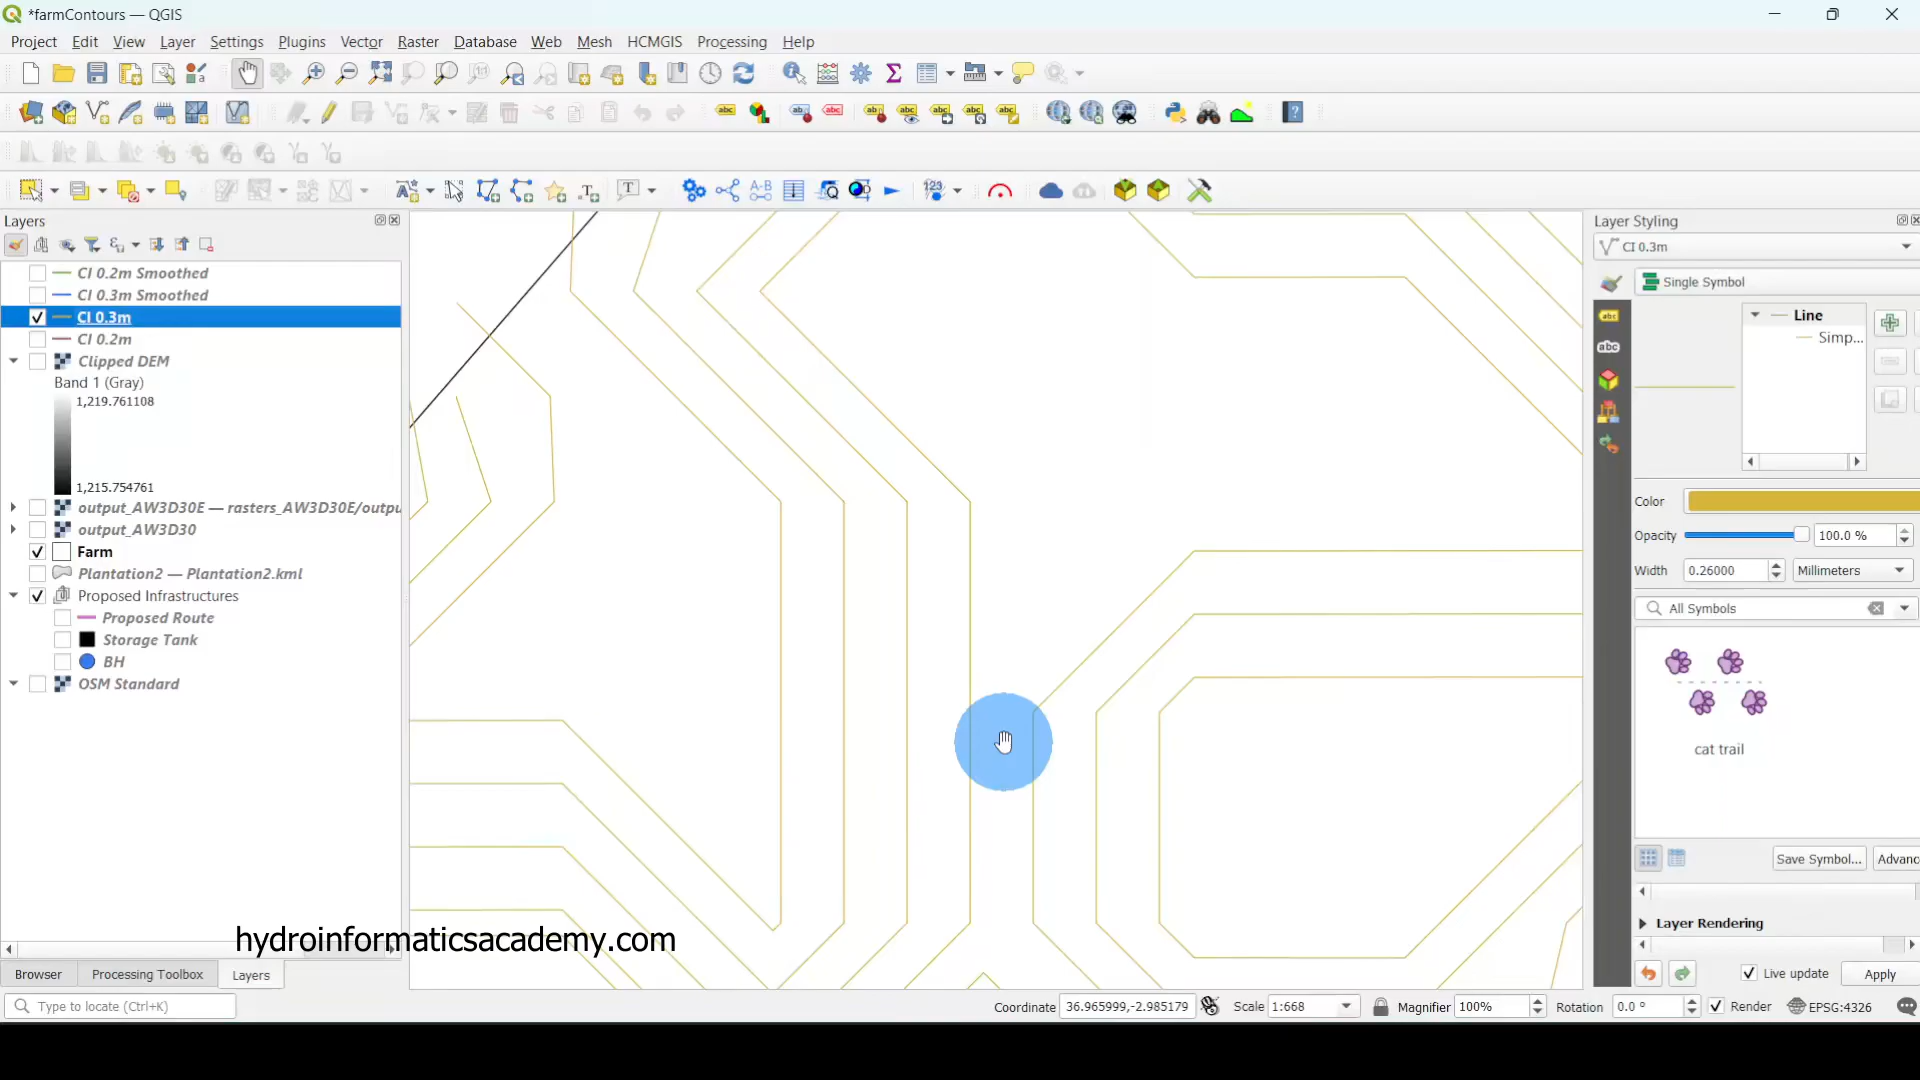 *farmContours — QGIS
Project Edit View Layer Settings Plugins Vector Raster Database Web Mesh HCMGIS Processing Help
Layers
CI 0.2m Smoothed
CI 0.3m Smoothed
CI 0.3m
CI 0.2m
Clipped DEM
Band 1 (Gray)
1,219.761108
1,215.754761
output_AW3D30E — rasters_AW3D30E/outpu
output_AW3D30
Farm
Plantation2 — Plantation2.kml
Proposed Infrastructures
Proposed Route
Storage Tank
BH
OSM Standard
hydroinformaticsacademy.com
Browser Processing Toolbox Layers
Layer Styling
CI 0.3m
Single Symbol
Line
Simp...
Color
Opacity 100.0 %
Width 0.26000 Millimeters
All Symbols
cat trail
Save Symbol... Advanc
Layer Rendering
Live update Apply
Type to locate (Ctrl+K) Coordinate 36.965999,-2.985179 Scale 1:668 Magnifier 100% Rotation 0.0 ° Render EPSG:4326